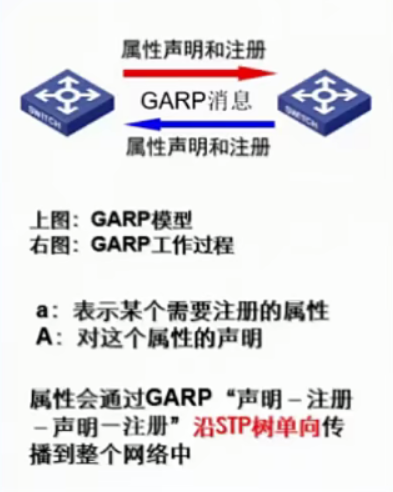 属性声明和注册
GARP消息
SWITCH
SWITCH
属性声明和注册
上图：GARP模型
右图：GARP工作过程
a：表示某个需要注册的属性
A：对这个属性的声明
属性会通过GARP“声明－注册
－声明－注册”沿STP树单向传
播到整个网络中